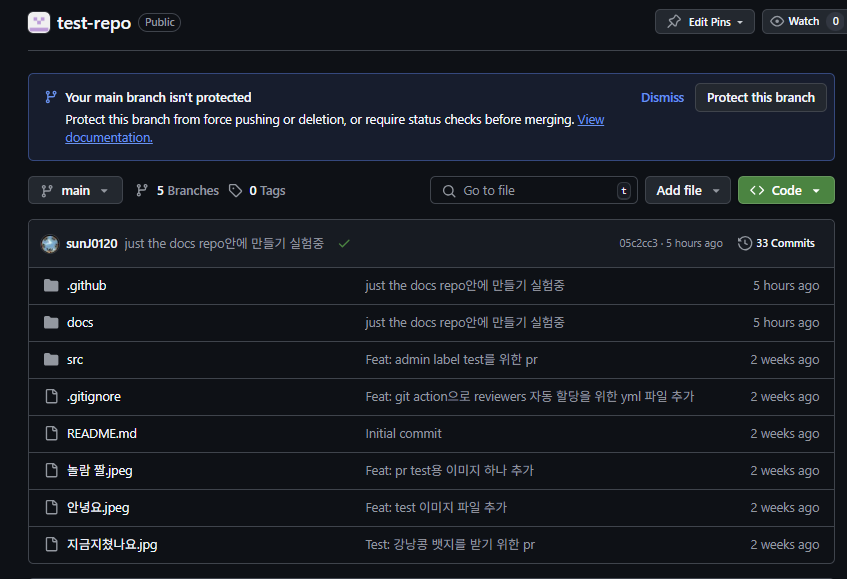 test-repo Public Edit Pins Watch 0
Your main branch isn't protected Dismiss Protect this branch
Protect this branch from force pushing or deletion, or require status checks before merging. View
documentation.
main 5 Branches 0 Tags Go to file t Add file Code
sunJ0120 just the docs repo안에 만들기 실험중 05c2cc3 · 5 hours ago 33 Commits
.github just the docs repo안에 만들기 실험중 5 hours ago
docs just the docs repo안에 만들기 실험중 5 hours ago
src Feat: admin label test를 위한 pr 2 weeks ago
.gitignore Feat: git action으로 reviewers 자동 할당을 위한 yml 파일 추가 2 weeks ago
README.md Initial commit 2 weeks ago
놀람 짤.jpeg Feat: pr test용 이미지 하나 추가 2 weeks ago
안녕요.jpeg Feat: test 이미지 파일 추가 2 weeks ago
지금지쳤나요.jpg Test: 강낭콩 뱃지를 받기 위한 pr 2 weeks ago